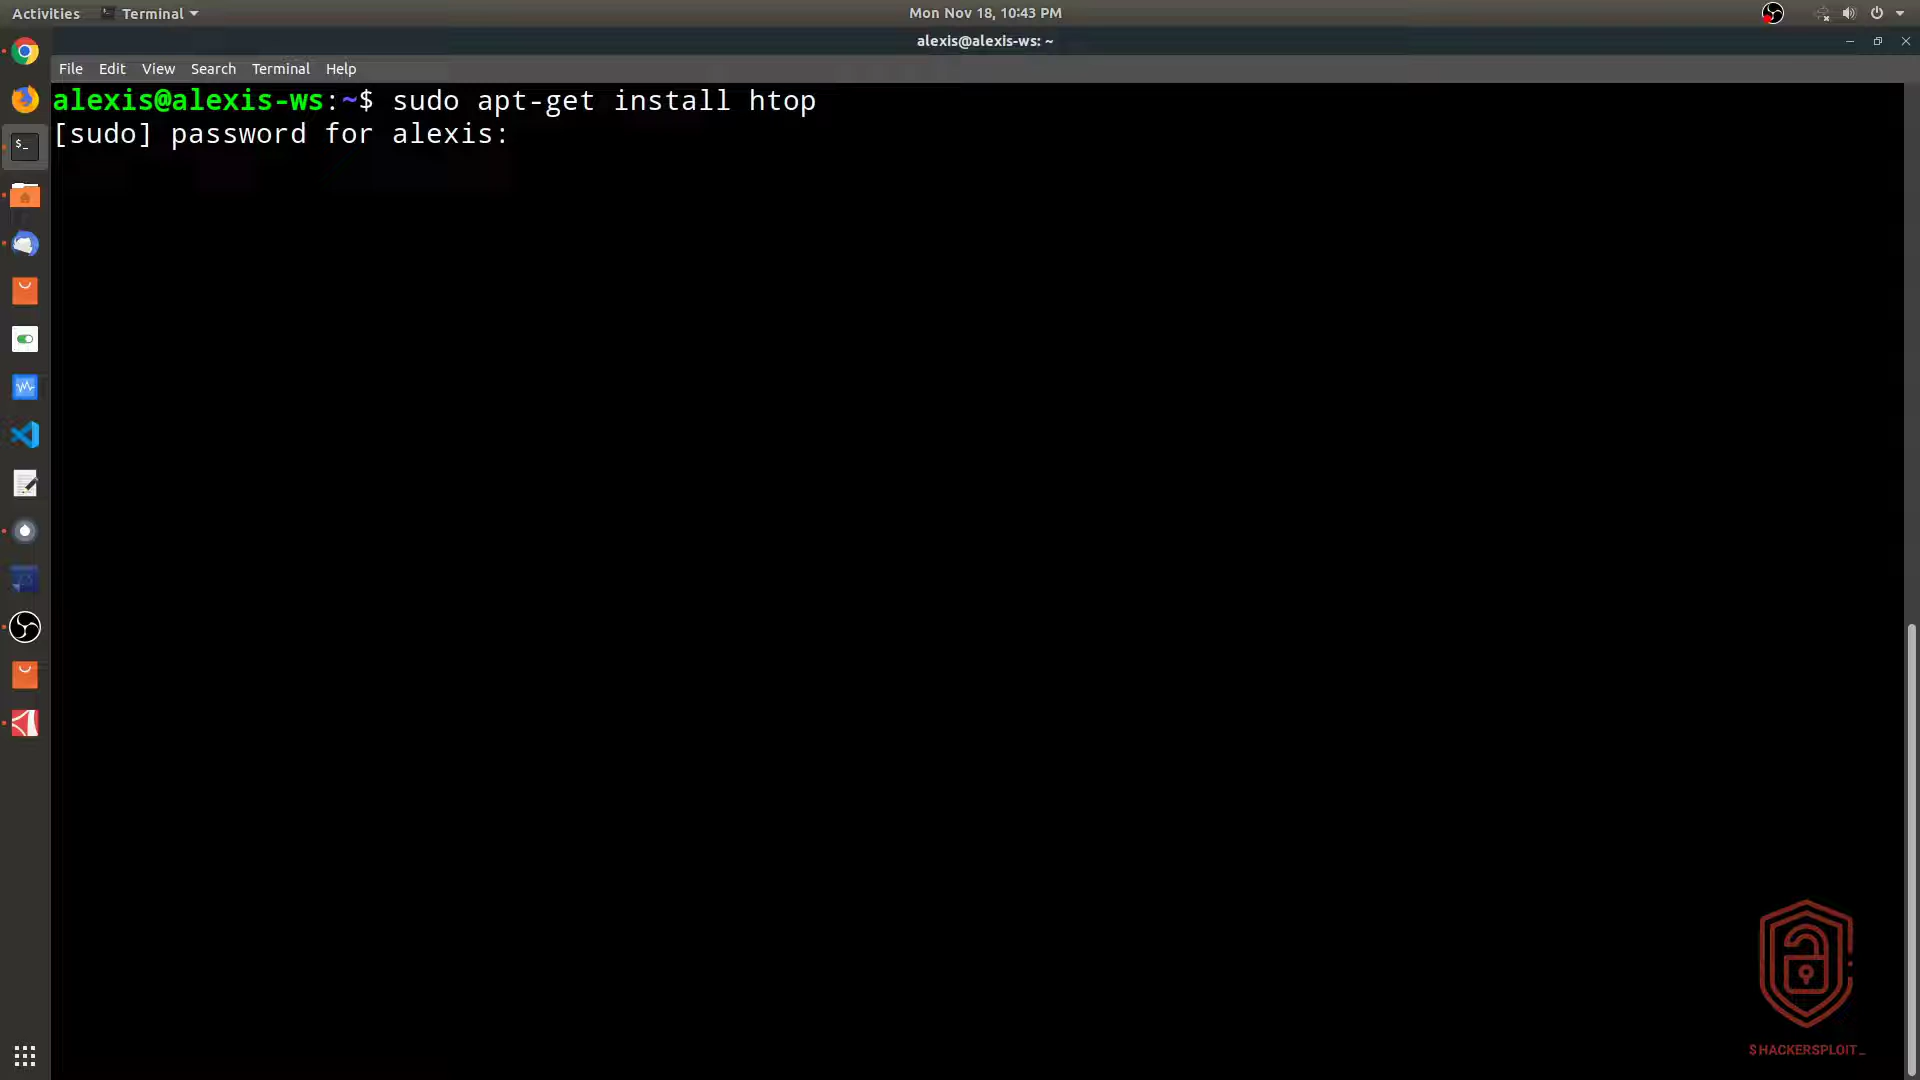 Activities Terminal Mon Nov 18, 10:43 PM
alexis@alexis-ws: ~
File Edit View Search Terminal Help
alexis@alexis-ws:~$ sudo apt-get install htop
[sudo] password for alexis:
$HACKERSPLOIT_